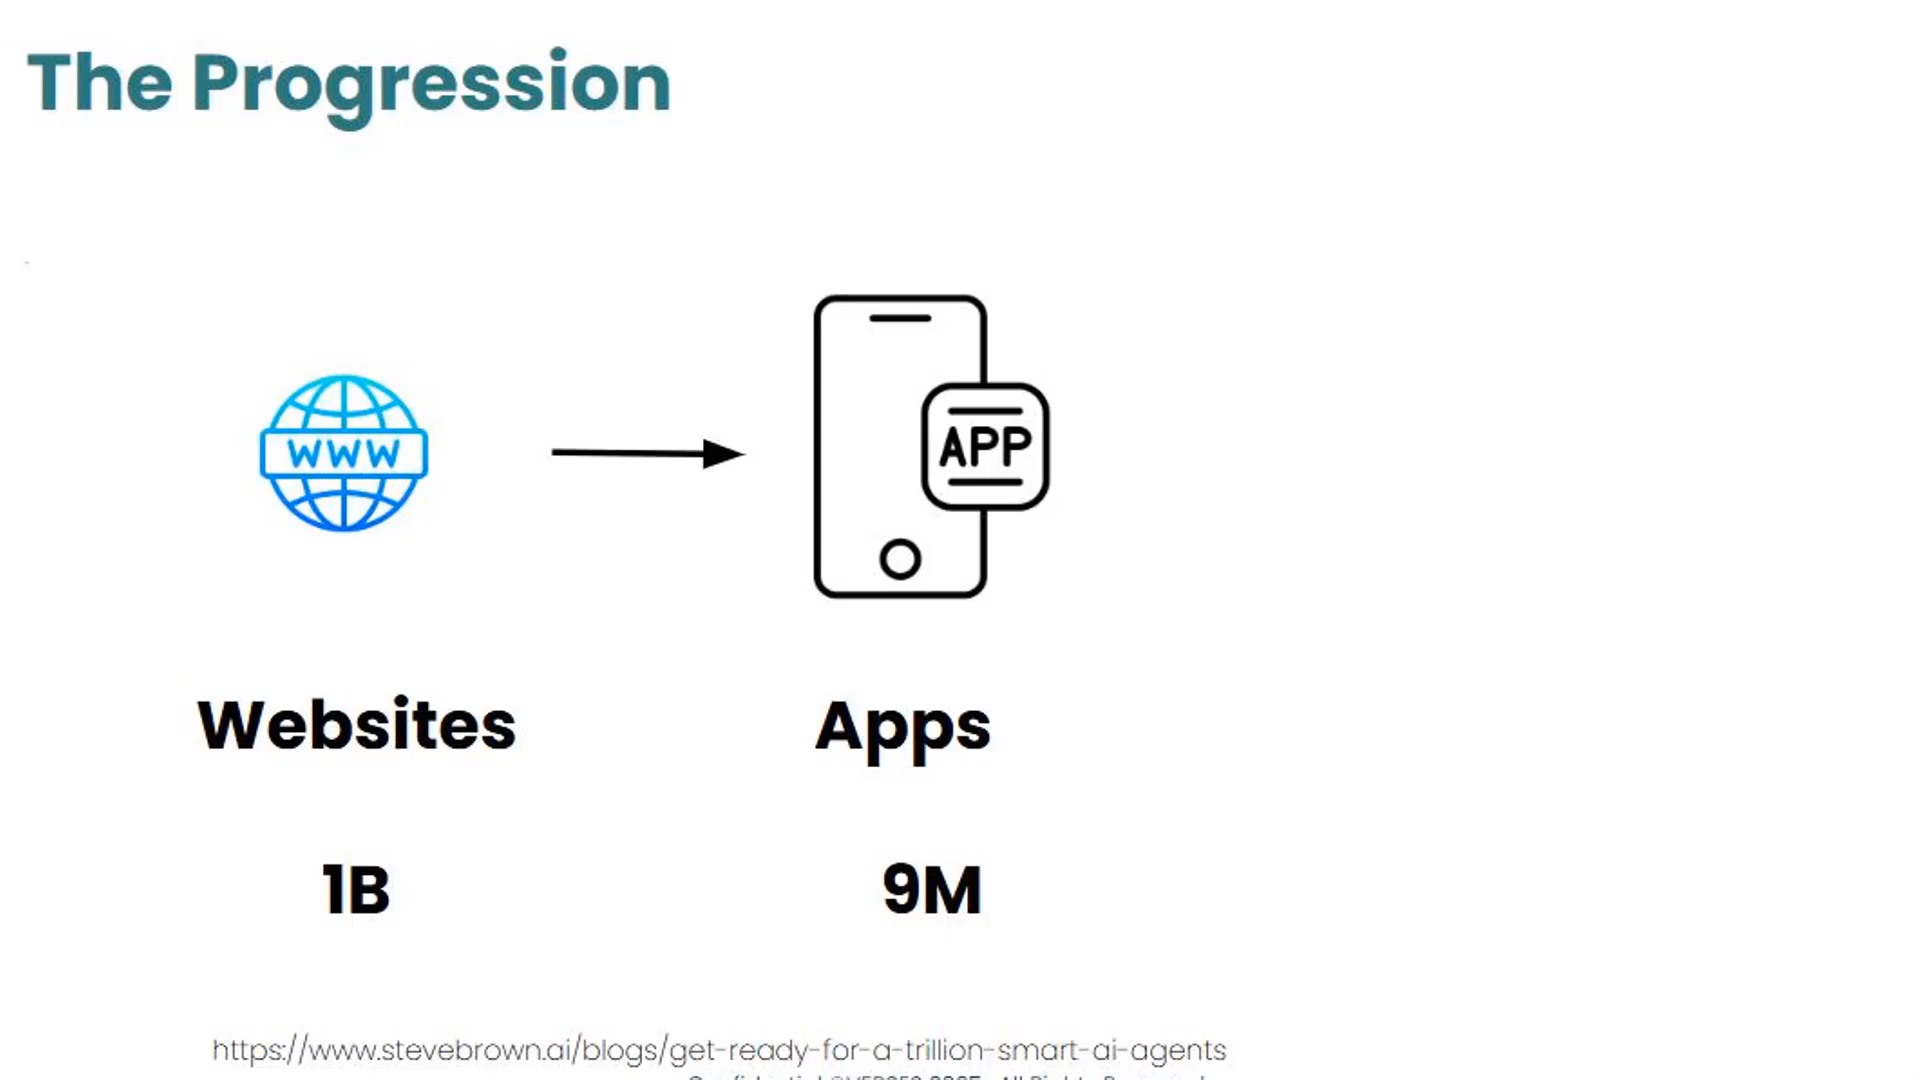 The Progression
WWW
APP
Websites
Apps
1B
9M
https://www.stevebrown.ai/blogs/get-ready-for-a-trillion-smart-ai-agents